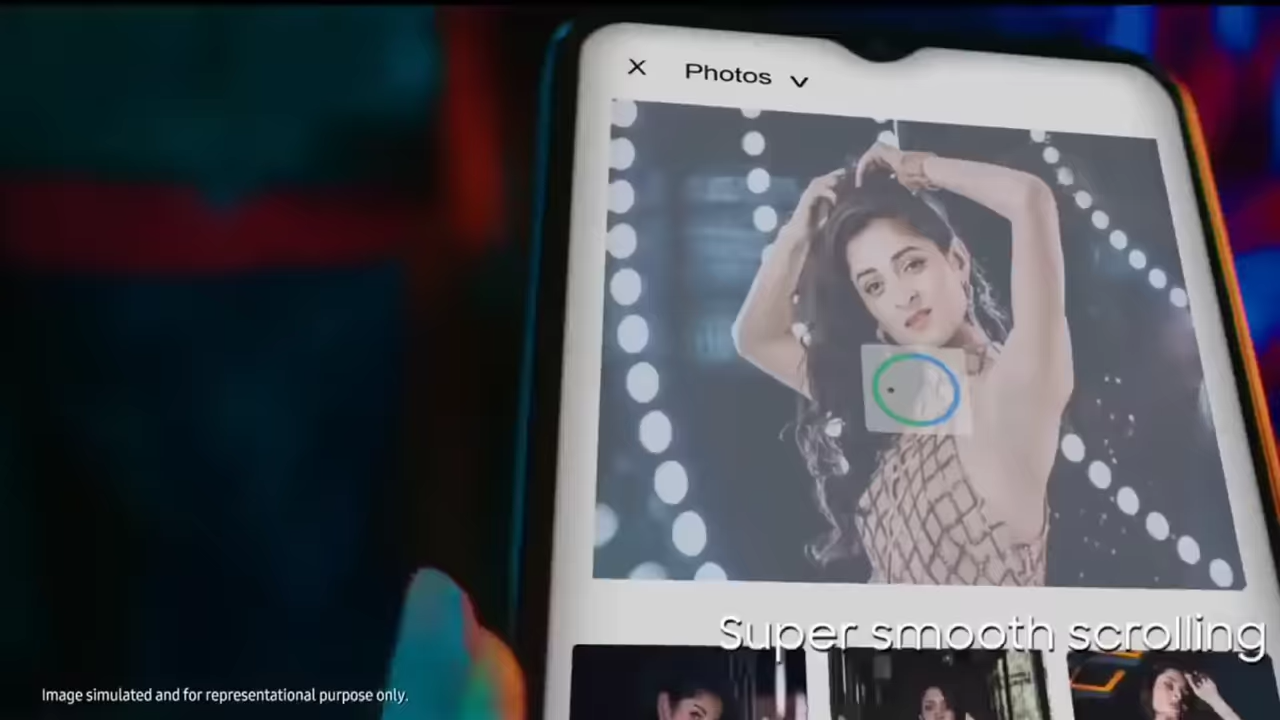 Photos
Super smooth scrolling
Image simulated and for representational purpose only.